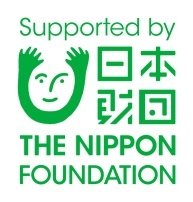 Supported by
日本
財団
THE NIPPON
FOUNDATION